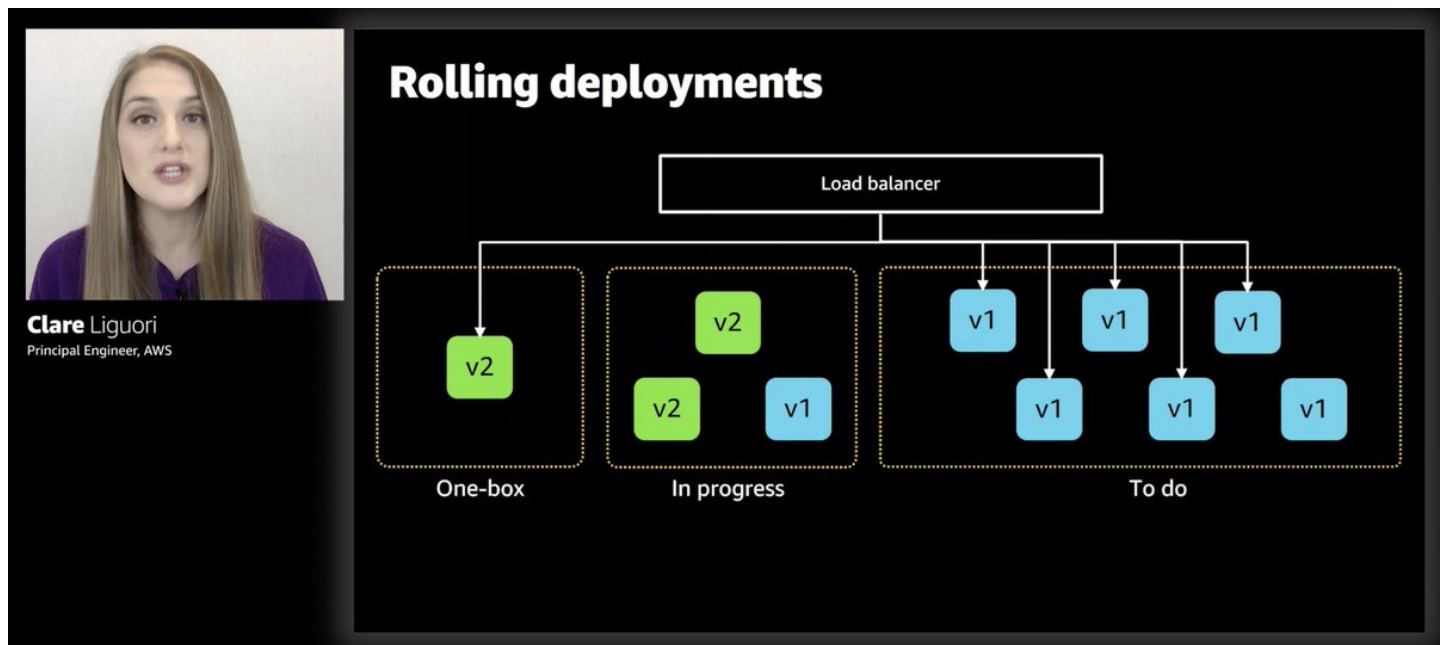 Rolling deployments
Load balancer
v2
v2
v2
v1
v1
v1
v1
v1
v1
v1
One-box
In progress
To do
Clare Liguori
Principal Engineer, AWS